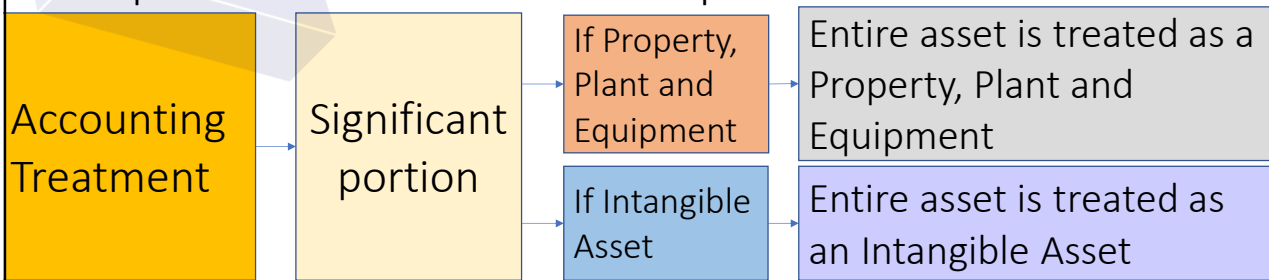 Accounting
Treatment
Significant
portion
If Property,
Plant and
Equipment
Entire asset is treated as a
Property, Plant and
Equipment
If Intangible
Asset
Entire asset is treated as
an Intangible Asset